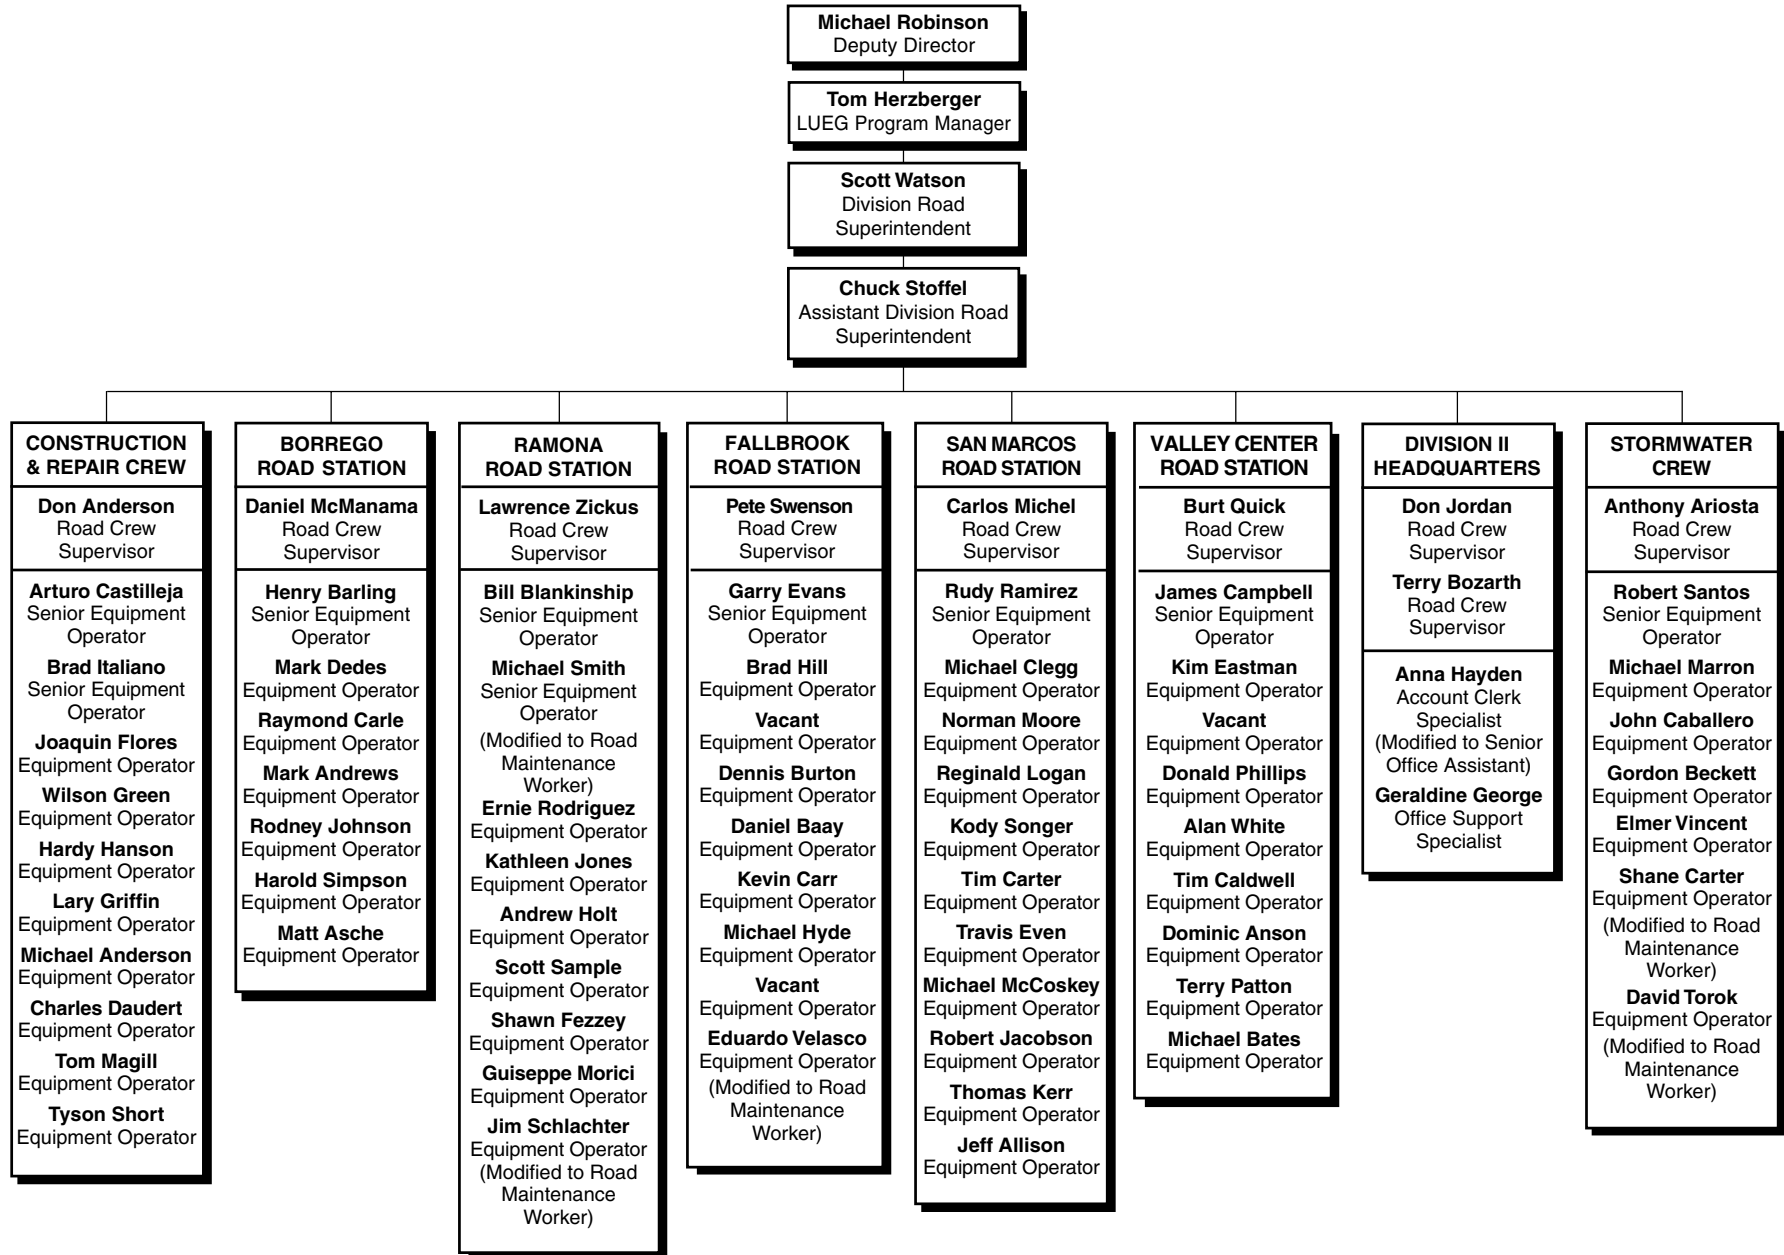 Michael Robinson
Deputy Director
Tom Herzberger
LUEG Program Manager
Scott Watson
Division Road
Superintendent
Chuck Stoffel
Assistant Division Road
Superintendent
CONSTRUCTION
& REPAIR CREW
Don Anderson
Road Crew
Supervisor
Arturo Castilleja
Senior Equipment
Operator
Brad Italiano
Senior Equipment
Operator
Joaquin Flores
Equipment Operator
Wilson Green
Equipment Operator
Hardy Hanson
Equipment Operator
Lary Griffin
Equipment Operator
Michael Anderson
Equipment Operator
Charles Daudert
Equipment Operator
Tom Magill
Equipment Operator
Tyson Short
Equipment Operator
BORREGO
ROAD STATION
Daniel McManama
Road Crew
Supervisor
Henry Barling
Senior Equipment
Operator
Mark Dedes
Equipment Operator
Raymond Carle
Equipment Operator
Mark Andrews
Equipment Operator
Rodney Johnson
Equipment Operator
Harold Simpson
Equipment Operator
Matt Asche
Equipment Operator
RAMONA
ROAD STATION
Lawrence Zickus
Road Crew
Supervisor
Bill Blankinship
Senior Equipment
Operator
Michael Smith
Senior Equipment
Operator
(Modified to Road
Maintenance
Worker)
Ernie Rodriguez
Equipment Operator
Kathleen Jones
Equipment Operator
Andrew Holt
Equipment Operator
Scott Sample
Equipment Operator
Shawn Fezzey
Equipment Operator
Guiseppe Morici
Equipment Operator
Jim Schlachter
Equipment Operator
(Modified to Road
Maintenance
Worker)
FALLBROOK
ROAD STATION
Pete Swenson
Road Crew
Supervisor
Garry Evans
Senior Equipment
Operator
Brad Hill
Equipment Operator
Vacant
Equipment Operator
Dennis Burton
Equipment Operator
Daniel Baay
Equipment Operator
Kevin Carr
Equipment Operator
Michael Hyde
Equipment Operator
Vacant
Equipment Operator
Eduardo Velasco
Equipment Operator
(Modified to Road
Maintenance
Worker)
SAN MARCOS
ROAD STATION
Carlos Michel
Road Crew
Supervisor
Rudy Ramirez
Senior Equipment
Operator
Michael Clegg
Equipment Operator
Norman Moore
Equipment Operator
Reginald Logan
Equipment Operator
Kody Songer
Equipment Operator
Tim Carter
Equipment Operator
Travis Even
Equipment Operator
Michael McCoskey
Equipment Operator
Robert Jacobson
Equipment Operator
Thomas Kerr
Equipment Operator
Jeff Allison
Equipment Operator
VALLEY CENTER
ROAD STATION
Burt Quick
Road Crew
Supervisor
James Campbell
Senior Equipment
Operator
Kim Eastman
Equipment Operator
Vacant
Equipment Operator
Donald Phillips
Equipment Operator
Alan White
Equipment Operator
Tim Caldwell
Equipment Operator
Dominic Anson
Equipment Operator
Terry Patton
Equipment Operator
Michael Bates
Equipment Operator
DIVISION II
HEADQUARTERS
Don Jordan
Road Crew
Supervisor
Terry Bozarth
Road Crew
Supervisor
Anna Hayden
Account Clerk
Specialist
(Modified to Senior
Office Assistant)
Geraldine George
Office Support
Specialist
STORMWATER
CREW
Anthony Ariosta
Road Crew
Supervisor
Robert Santos
Senior Equipment
Operator
Michael Marron
Equipment Operator
John Caballero
Equipment Operator
Gordon Beckett
Equipment Operator
Elmer Vincent
Equipment Operator
Shane Carter
Equipment Operator
(Modified to Road
Maintenance
Worker)
David Torok
Equipment Operator
(Modified to Road
Maintenance
Worker)